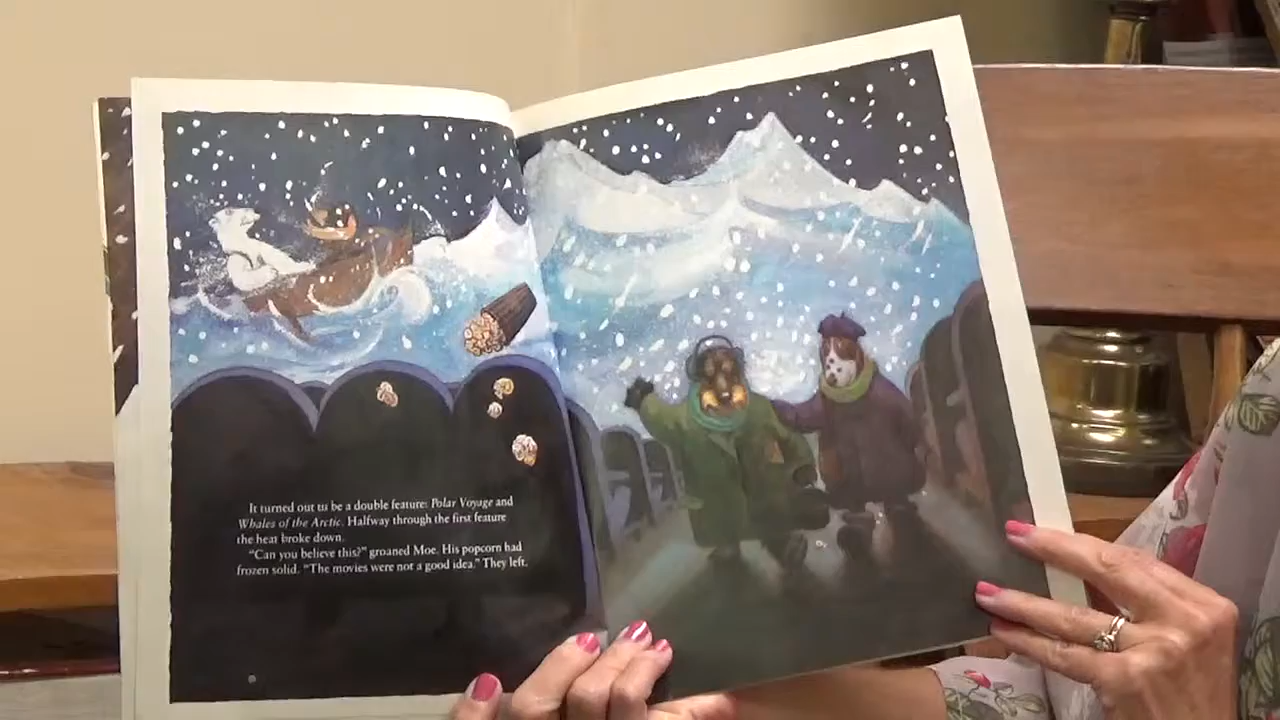 It turned out to be a double feature: Polar Voyage and
Whales of the Arctic. Halfway through the first feature
the heat broke down.
"Can you believe this?" groaned Moe. His popcorn had
frozen solid. "The movies were not a good idea." They left.